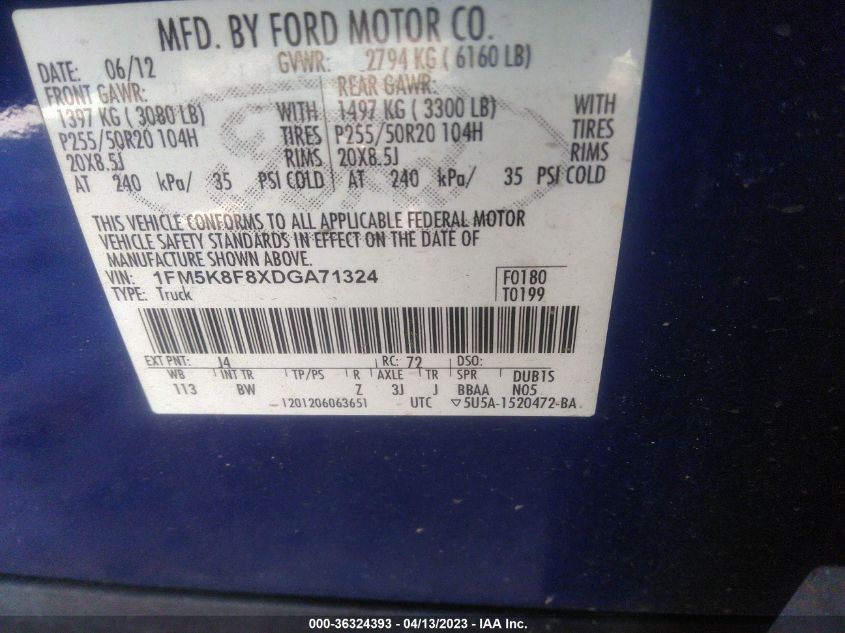 MFD. BY FORD MOTOR CO.
DATE: 06/12 GVWR: 2794 KG ( 6160 LB)
FRONT GAWR: REAR GAWR:
1397 KG ( 3080 LB) WITH 1497 KG ( 3300 LB) WITH
P255/50R20 104H TIRES P255/50R20 104H TIRES
20X8.5J RIMS 20X8.5J RIMS
AT 240 kPa/ 35 PSI COLD AT 240 kPa/ 35 PSI COLD
THIS VEHICLE CONFORMS TO ALL APPLICABLE FEDERAL MOTOR
VEHICLE SAFETY STANDARDS IN EFFECT ON THE DATE OF
MANUFACTURE SHOWN ABOVE.
VIN: 1FM5K8F8XDGA71324 F0180
TYPE: Truck T0199
EXT PNT: J4 RC: 72 DSO:
WB INT TR TP/PS R AXLE TR SPR DUBTS
113 BW Z 3J J BBAA N05
1201206063651 UTC ▽5U5A-1520472-BA
000-36324393 - 04/13/2023 - IAA Inc.